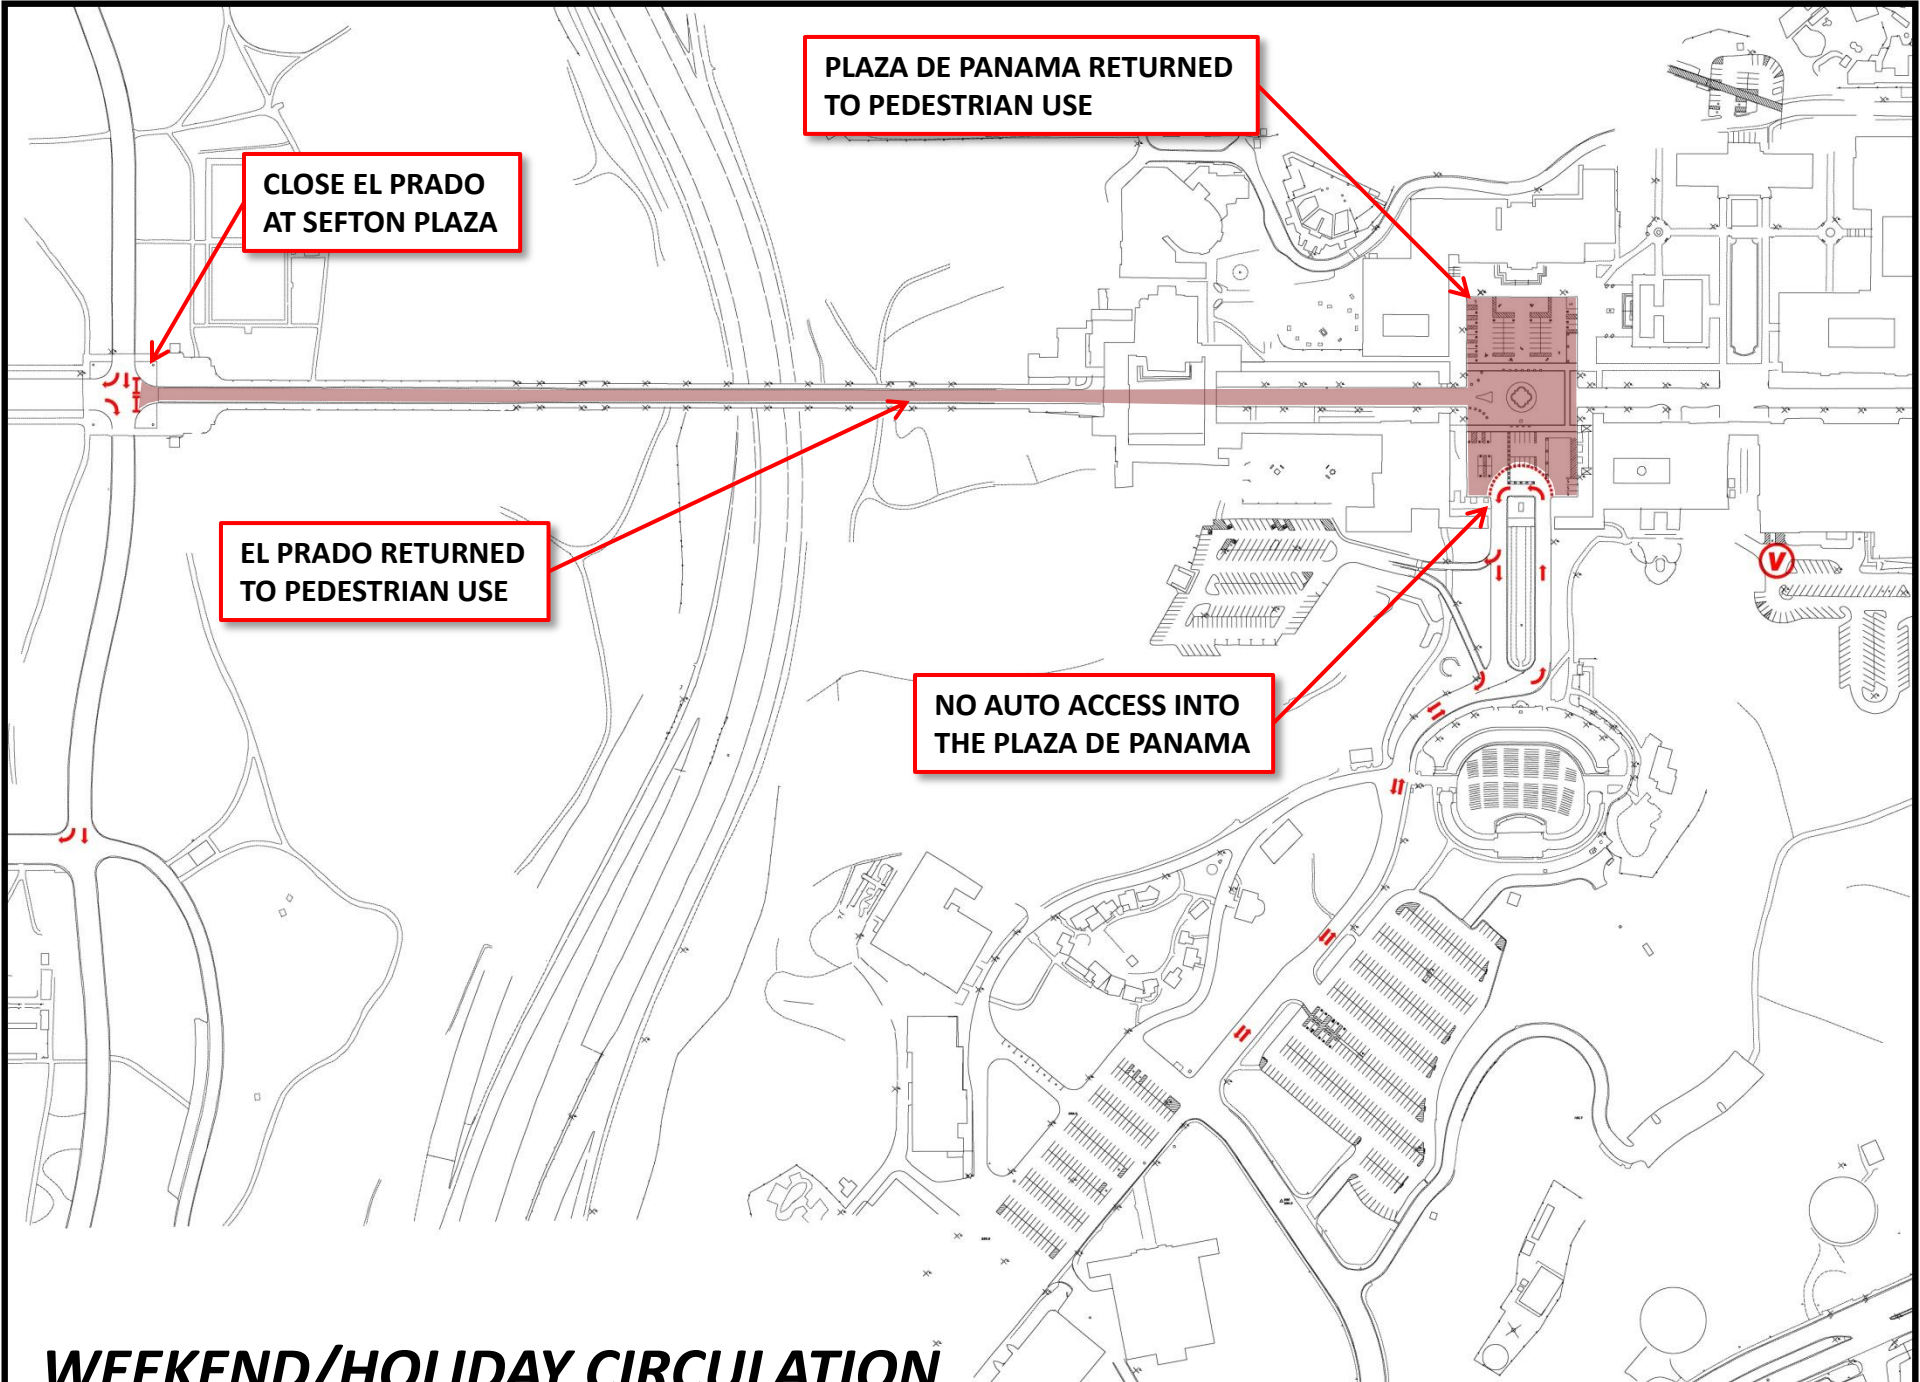 PLAZA DE PANAMA RETURNED
TO PEDESTRIAN USE
CLOSE EL PRADO
AT SEFTON PLAZA
EL PRADO RETURNED
TO PEDESTRIAN USE
V
NO AUTO ACCESS INTO
THE PLAZA DE PANAMA
WEEKEND/HOLIDAY CIRCULATION